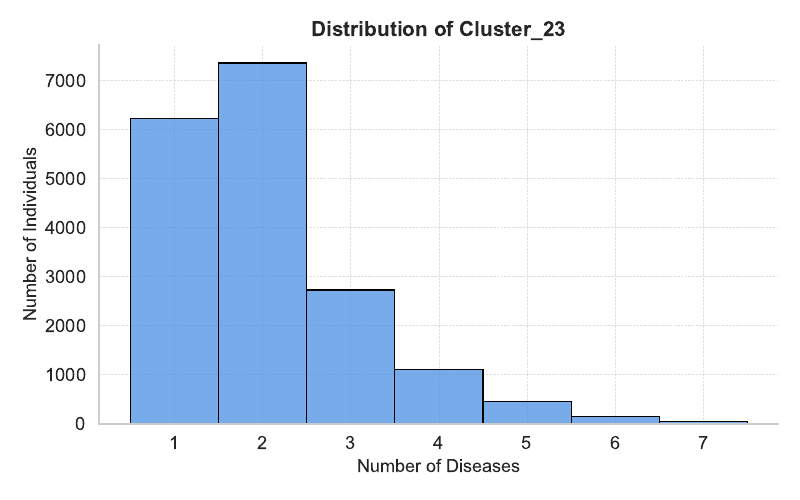 Distribution of Cluster_23
Number of Individuals
7000
6000
5000
4000
3000
2000
1000
0
1 2 3 4 5 6 7
Number of Diseases